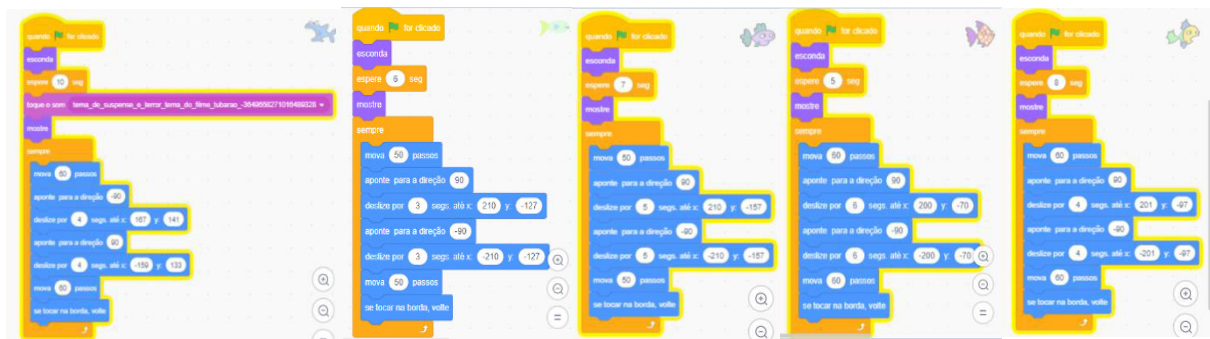 quando for clicado
esconda
espere 10 seg
toque o som tema_de_suspense_e_terror_tema_do_filme_tubarao_-3649658271016489328
mostre
sempre
mova 60 passos
aponte para a direção -90
deslize por 4 segs. até x: 167 y: 141
aponte para a direção 90
deslize por 4 segs. até x: -159 y: 133
mova 60 passos
se tocar na borda, volte
quando for clicado
esconda
espere 6 seg
mostre
sempre
mova 50 passos
aponte para a direção 90
deslize por 3 segs. até x: 210 y: -127
aponte para a direção -90
deslize por 3 segs. até x: -210 y: -127
mova 50 passos
se tocar na borda, volte
quando for clicado
esconda
espere 7 seg
mostre
sempre
mova 50 passos
aponte para a direção 90
deslize por 5 segs. até x: 210 y: -157
aponte para a direção -90
deslize por 5 segs. até x: -210 y: -157
mova 50 passos
se tocar na borda, volte
quando for clicado
esconda
espere 5 seg
mostre
sempre
mova 60 passos
aponte para a direção 90
deslize por 6 segs. até x: 200 y: -70
aponte para a direção -90
deslize por 6 segs. até x: -200 y: -70
mova 60 passos
se tocar na borda, volte
quando for clicado
esconda
espere 8 seg
mostre
sempre
mova 60 passos
aponte para a direção 90
deslize por 4 segs. até x: 201 y: -97
aponte para a direção -90
deslize por 4 segs. até x: -201 y: -97
mova 60 passos
se tocar na borda, volte